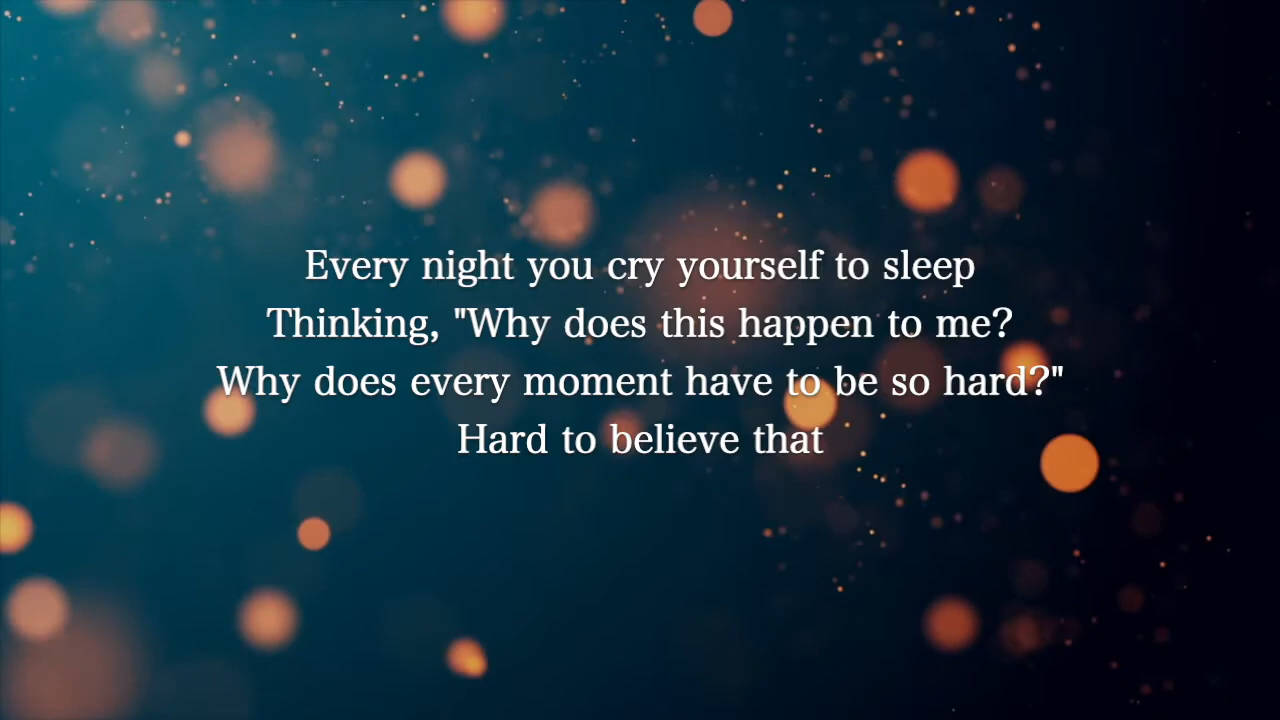 Every night you cry yourself to sleep
Thinking, "Why does this happen to me?
Why does every moment have to be so hard?"
Hard to believe that